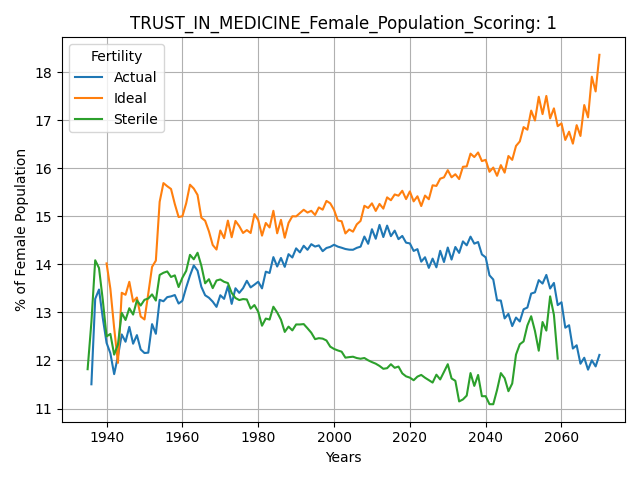 TRUST_IN_MEDICINE_Female_Population_Scoring: 1
Fertility
Actual
Ideal
Sterile
% of Female Population
18
17
16
15
14
13
12
11
1940 1960 1980 2000 2020 2040 2060
Years